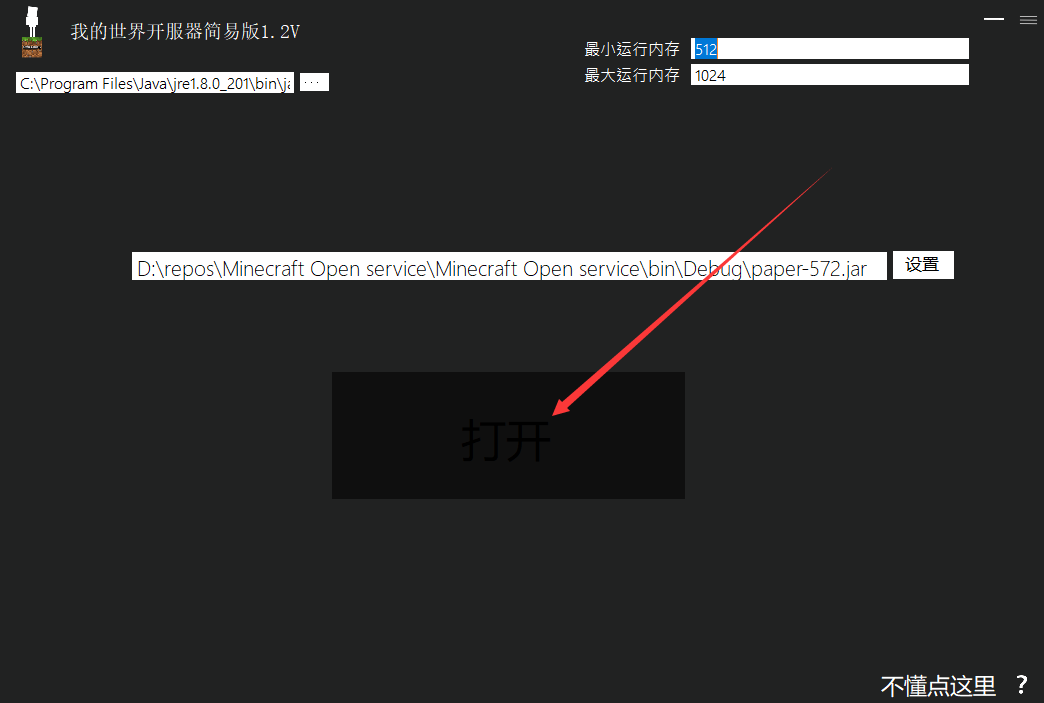 我的世界开服器简易版1.2V
最小运行内存 512
最大运行内存 1024
C:\Program Files\Java\jre1.8.0_201\bin\ja ...
D:\repos\Minecraft Open service\Minecraft Open service\bin\Debug\paper-572.jar 设置
打开
不懂点这里 ?